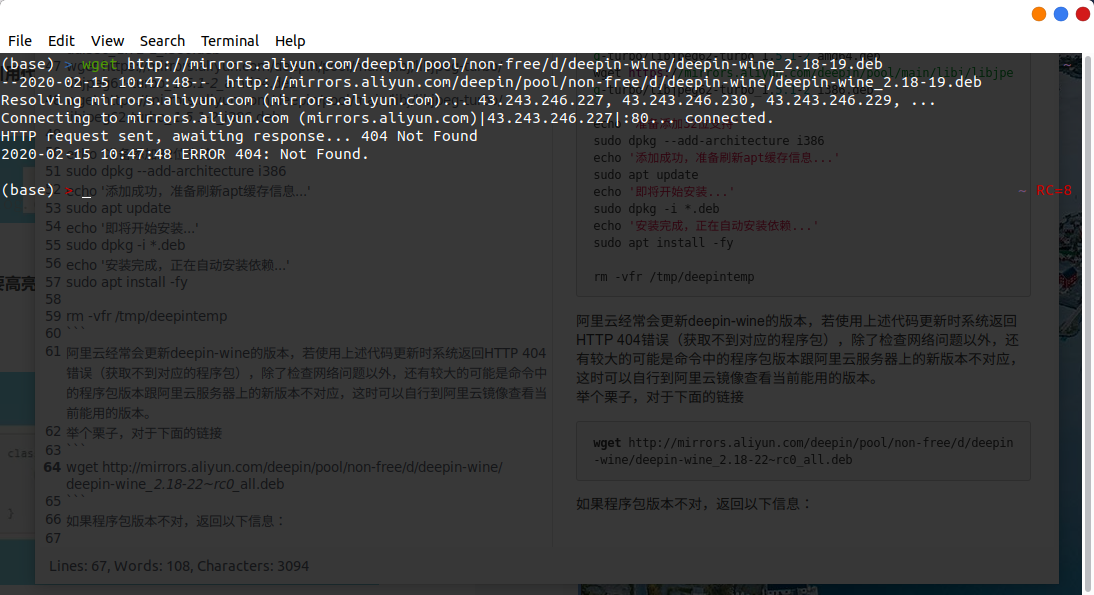 File Edit View Search Terminal Help
(base) > wget http://mirrors.aliyun.com/deepin/pool/non-free/d/deepin-wine/deepin-wine_2.18-19.deb ~
--2020-02-15 10:47:48-- http://mirrors.aliyun.com/deepin/pool/non-free/d/deepin-wine/deepin-wine_2.18-19.deb
Resolving mirrors.aliyun.com (mirrors.aliyun.com)... 43.243.246.227, 43.243.246.230, 43.243.246.229, ...
Connecting to mirrors.aliyun.com (mirrors.aliyun.com)|43.243.246.227|:80... connected.
HTTP request sent, awaiting response... 404 Not Found
2020-02-15 10:47:48 ERROR 404: Not Found.
(base) > _ ~ RC=8
51 sudo dpkg --add-architecture i386
52 echo '添加成功，准备刷新apt缓存信息...'
53 sudo apt update
54 echo '即将开始安装...'
55 sudo dpkg -i *.deb
56 echo '安装完成，正在自动安装依赖...'
57 sudo apt install -fy
58
59 rm -vfr /tmp/deepintemp
60 ```
61 阿里云经常会更新deepin-wine的版本，若使用上述代码更新时系统返回HTTP 404
错误（获取不到对应的程序包），除了检查网络问题以外，还有较大的可能是命令中
的程序包版本跟阿里云服务器上的新版本不对应，这时可以自行到阿里云镜像查看当
前能用的版本。
62 举个栗子，对于下面的链接
63 ```
64 wget http://mirrors.aliyun.com/deepin/pool/non-free/d/deepin-wine/
deepin-wine_2.18-22~rc0_all.deb
65 ```
66 如果程序包版本不对，返回以下信息：
67
Lines: 67, Words: 108, Characters: 3094
echo '准备添加32位支持'
sudo dpkg --add-architecture i386
echo '添加成功，准备刷新apt缓存信息...'
sudo apt update
echo '即将开始安装...'
sudo dpkg -i *.deb
echo '安装完成，正在自动安装依赖...'
sudo apt install -fy
rm -vfr /tmp/deepintemp
阿里云经常会更新deepin-wine的版本，若使用上述代码更新时系统返回
HTTP 404错误（获取不到对应的程序包），除了检查网络问题以外，还
有较大的可能是命令中的程序包版本跟阿里云服务器上的新版本不对应，
这时可以自行到阿里云镜像查看当前能用的版本。
举个栗子，对于下面的链接
wget http://mirrors.aliyun.com/deepin/pool/non-free/d/deepin
-wine/deepin-wine_2.18-22~rc0_all.deb
如果程序包版本不对，返回以下信息：
要高亮
clas
}